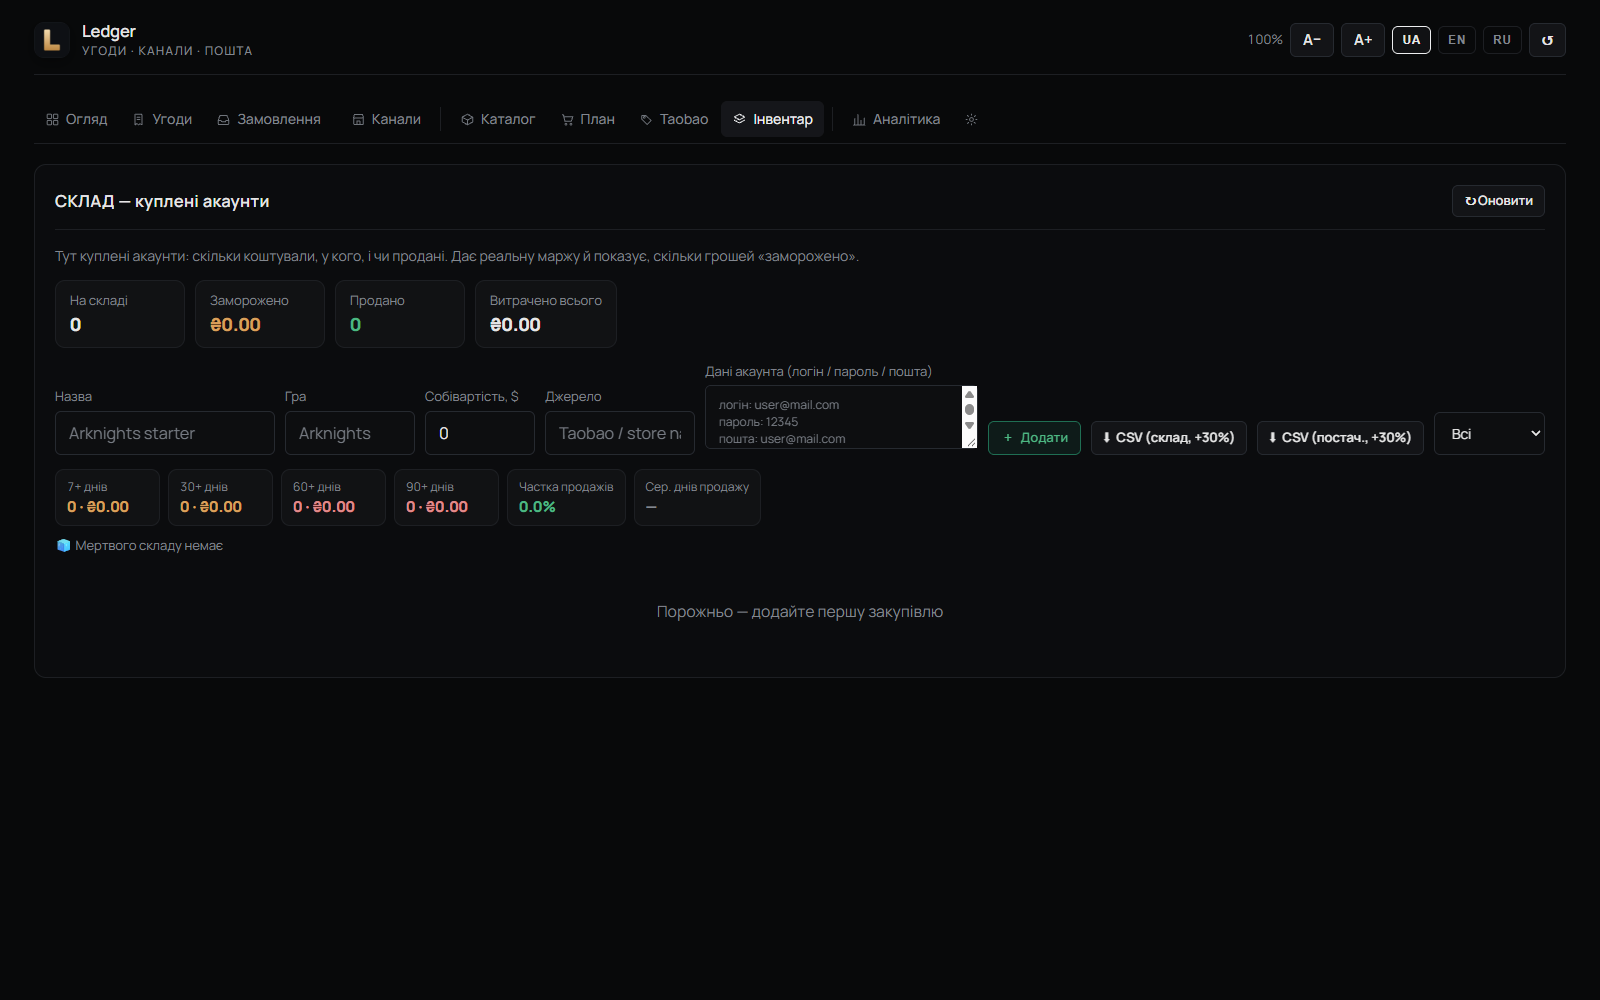 Ledger
УГОДИ · КАНАЛИ · ПОШТА
100%
A−
A+
UA
EN
RU
↺
Огляд
Угоди
Замовлення
Канали
Каталог
План
Taobao
Інвентар
Аналітика
СКЛАД — куплені акаунти
↻ Оновити
Тут куплені акаунти: скільки коштували, у кого, і чи продані. Дає реальну маржу й показує, скільки грошей «заморожено».
На складі
0
Заморожено
₴0.00
Продано
0
Витрачено всього
₴0.00
Назва
Arknights starter
Гра
Arknights
Собівартість, $
0
Джерело
Taobao / store n
Дані акаунта (логін / пароль / пошта)
логін: user@mail.com
пароль: 12345
пошта: user@mail.com
+ Додати
⬇ CSV (склад, +30%)
⬇ CSV (постач., +30%)
Всі
7+ днів
0 · ₴0.00
30+ днів
0 · ₴0.00
60+ днів
0 · ₴0.00
90+ днів
0 · ₴0.00
Частка продажів
0.0%
Сер. днів продажу
—
Мертвого складу немає
Порожньо — додайте першу закупівлю